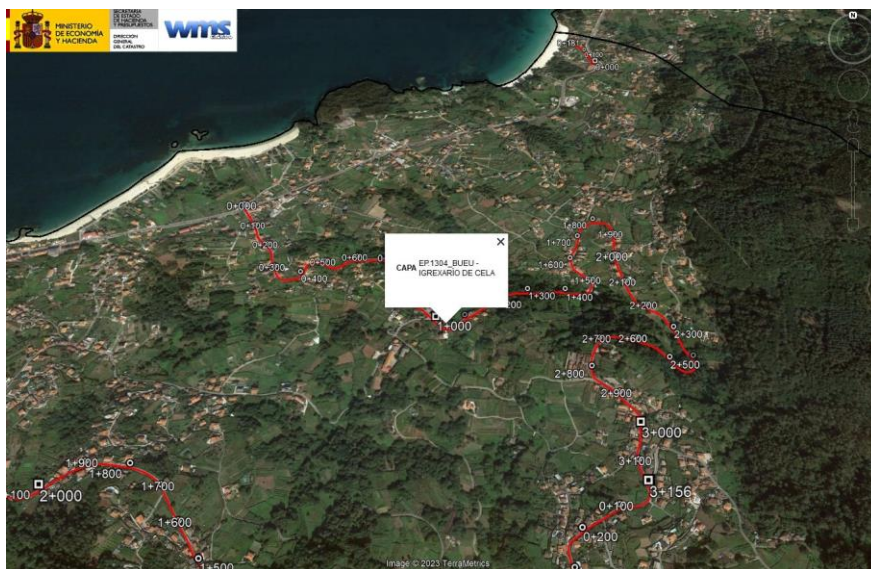 MINISTERIO
DE ECONOMÍA
Y HACIENDA
SECRETARÍA
DE ESTADO
DE HACIENDA
Y PRESUPUESTOS
DIRECCIÓN
GENERAL
DEL CATASTRO
wms
N
3+000
0+000
0+100
0+200
0+300
0+400
0+500
0+600
CAPA
EP.1304_BUEU -
IGREXARÍO DE CELA
1+000
1+300
1+400
1+500
1+600
1+700
1+800
1+900
2+000
2+100
2+200
2+300
2+500
2+600
2+700
2+800
2+900
3+000
3+100
3+156
0+100
0+200
100
2+000
1+900
1+800
1+700
1+600
1+500
Image © 2023 TerraMetrics